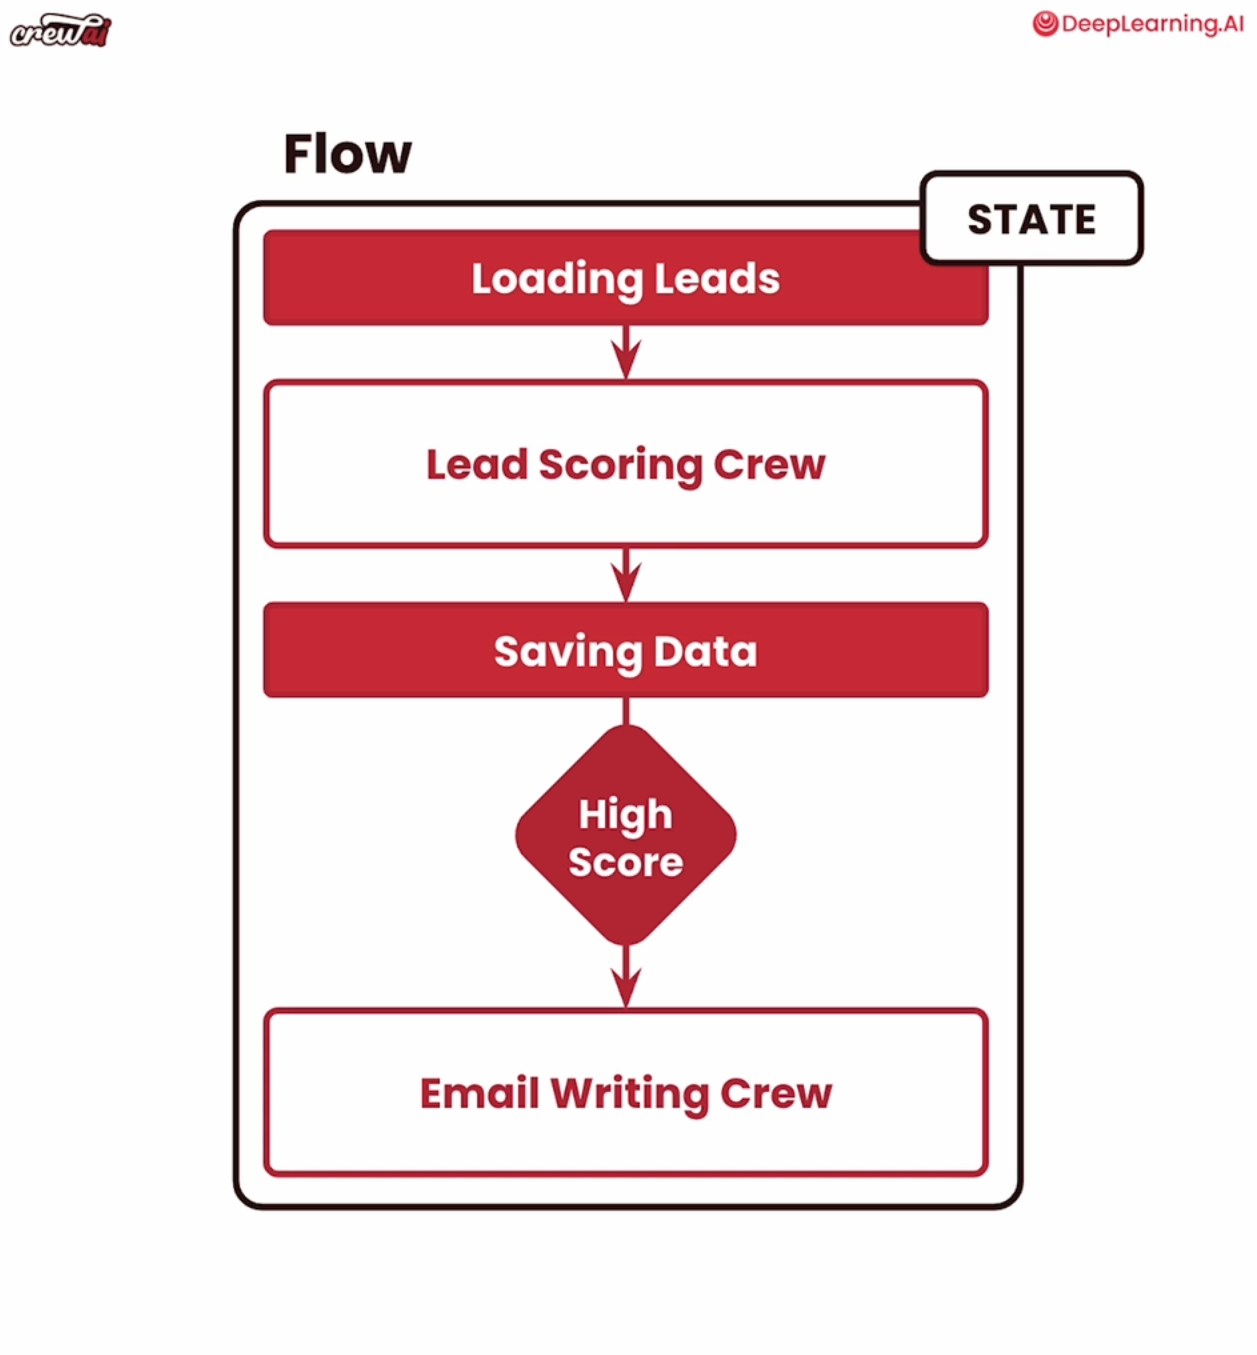 crewai
DeepLearning.AI
Flow
STATE
Loading Leads
Lead Scoring Crew
Saving Data
High
Score
Email Writing Crew